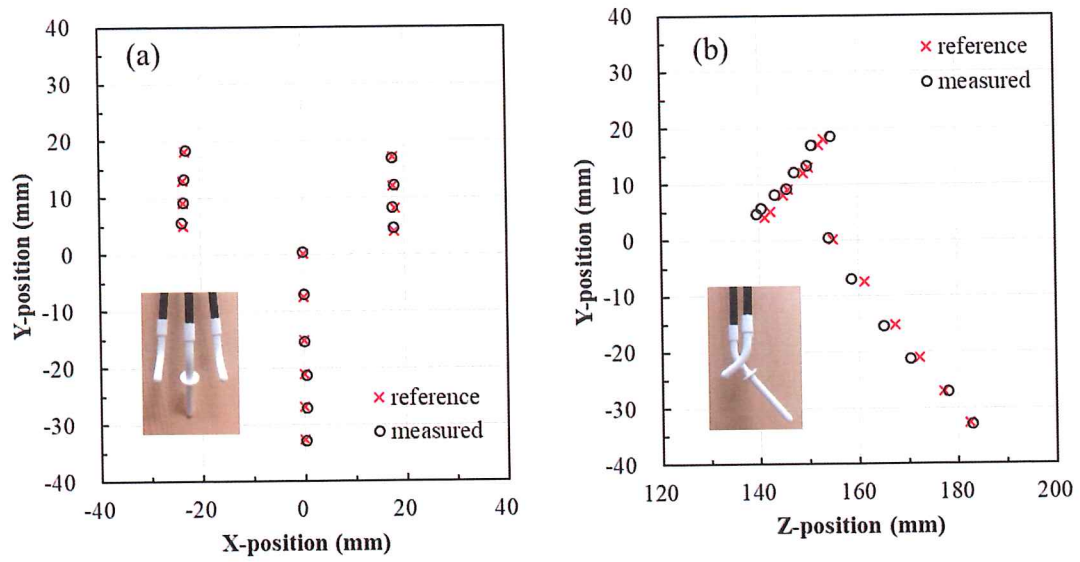 (a)
40
30
20
10
0
-10
-20
-30
-40
Y-position (mm)
-40
-20
0
20
40
X-position (mm)
reference
measured
(b)
40
30
20
10
0
-10
-20
-30
-40
Y-position (mm)
120
140
160
180
200
Z-position (mm)
reference
measured